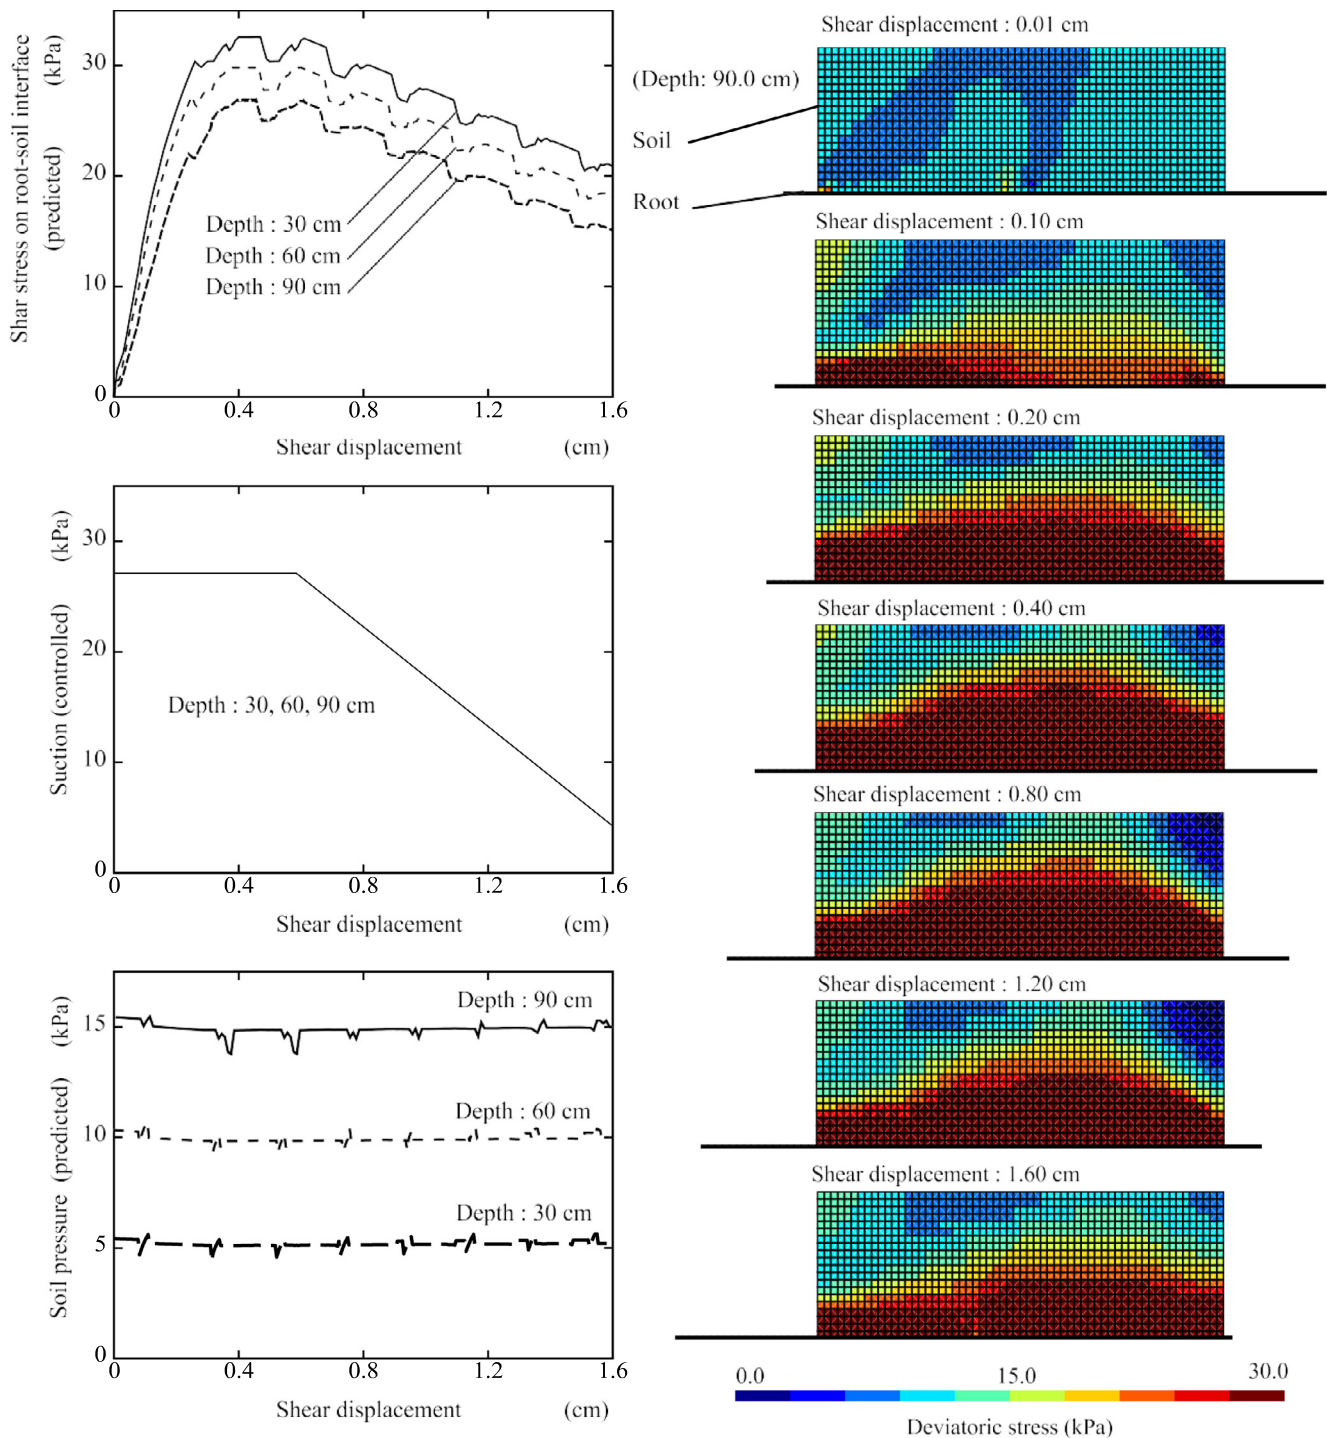 Shar stress on root-soil interface
(predicted) (kPa)
30
20
10
0
Depth : 30 cm
Depth : 60 cm
Depth : 90 cm
0 0.4 0.8 1.2 1.6
Shear displacement (cm)
Suction (controlled) (kPa)
30
20
10
0
Depth : 30, 60, 90 cm
0 0.4 0.8 1.2 1.6
Shear displacement (cm)
Soil pressure (predicted) (kPa)
15
10
5
0
Depth : 90 cm
Depth : 60 cm
Depth : 30 cm
0 0.4 0.8 1.2 1.6
Shear displacement (cm)
Shear displacement : 0.01 cm
(Depth: 90.0 cm)
Soil
Root
Shear displacement : 0.10 cm
Shear displacement : 0.20 cm
Shear displacement : 0.40 cm
Shear displacement : 0.80 cm
Shear displacement : 1.20 cm
Shear displacement : 1.60 cm
0.0 15.0 30.0
Deviatoric stress (kPa)